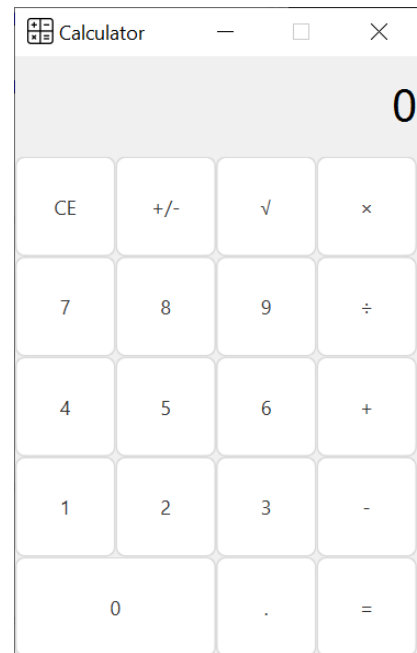 Calculator
0
CE +/- √ ×
7 8 9 ÷
4 5 6 +
1 2 3 -
0 . =